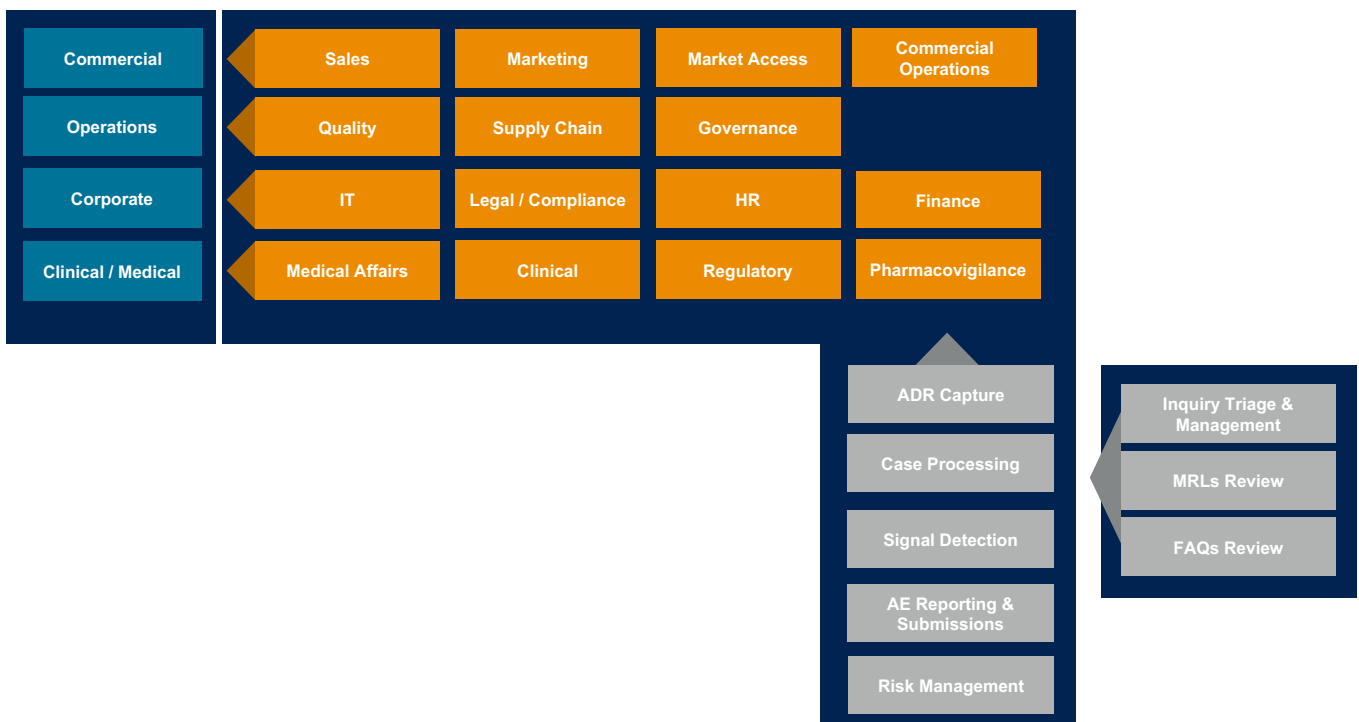 Commercial
Sales
Marketing
Market Access
Commercial
Operations
Operations
Quality
Supply Chain
Governance
Corporate
IT
Legal / Compliance
HR
Finance
Clinical / Medical
Medical Affairs
Clinical
Regulatory
Pharmacovigilance
ADR Capture
Case Processing
Signal Detection
AE Reporting &
Submissions
Risk Management
Inquiry Triage &
Management
MRLs Review
FAQs Review